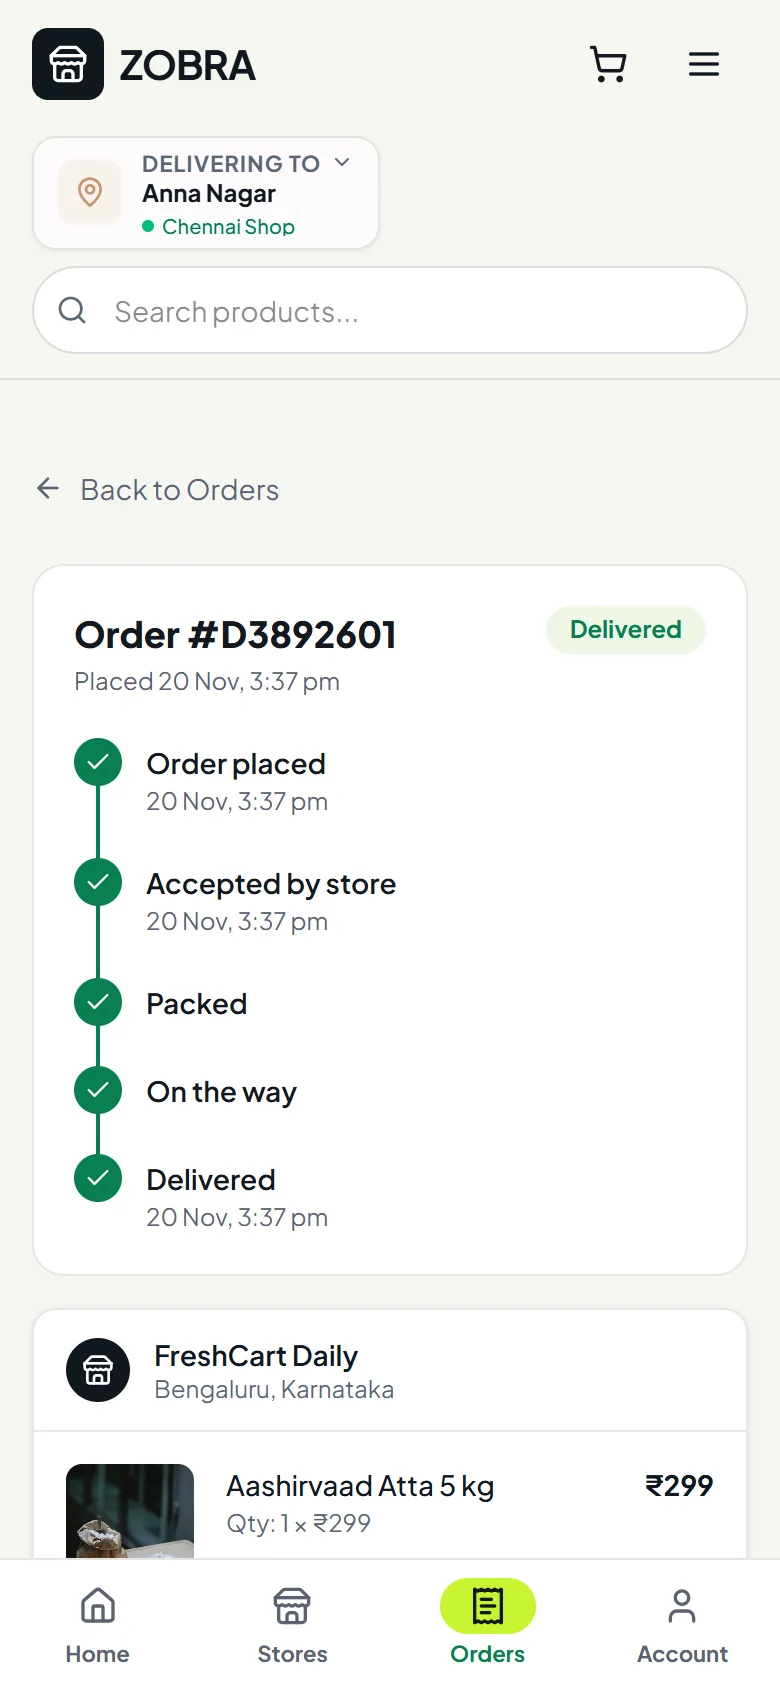 ZOBRA
DELIVERING TO
Anna Nagar
Chennai Shop
Search products...
Back to Orders
Order #D3892601
Delivered
Placed 20 Nov, 3:37 pm
Order placed
20 Nov, 3:37 pm
Accepted by store
20 Nov, 3:37 pm
Packed
On the way
Delivered
20 Nov, 3:37 pm
FreshCart Daily
Bengaluru, Karnataka
Aashirvaad Atta 5 kg
₹299
Qty: 1 × ₹299
Home
Stores
Orders
Account